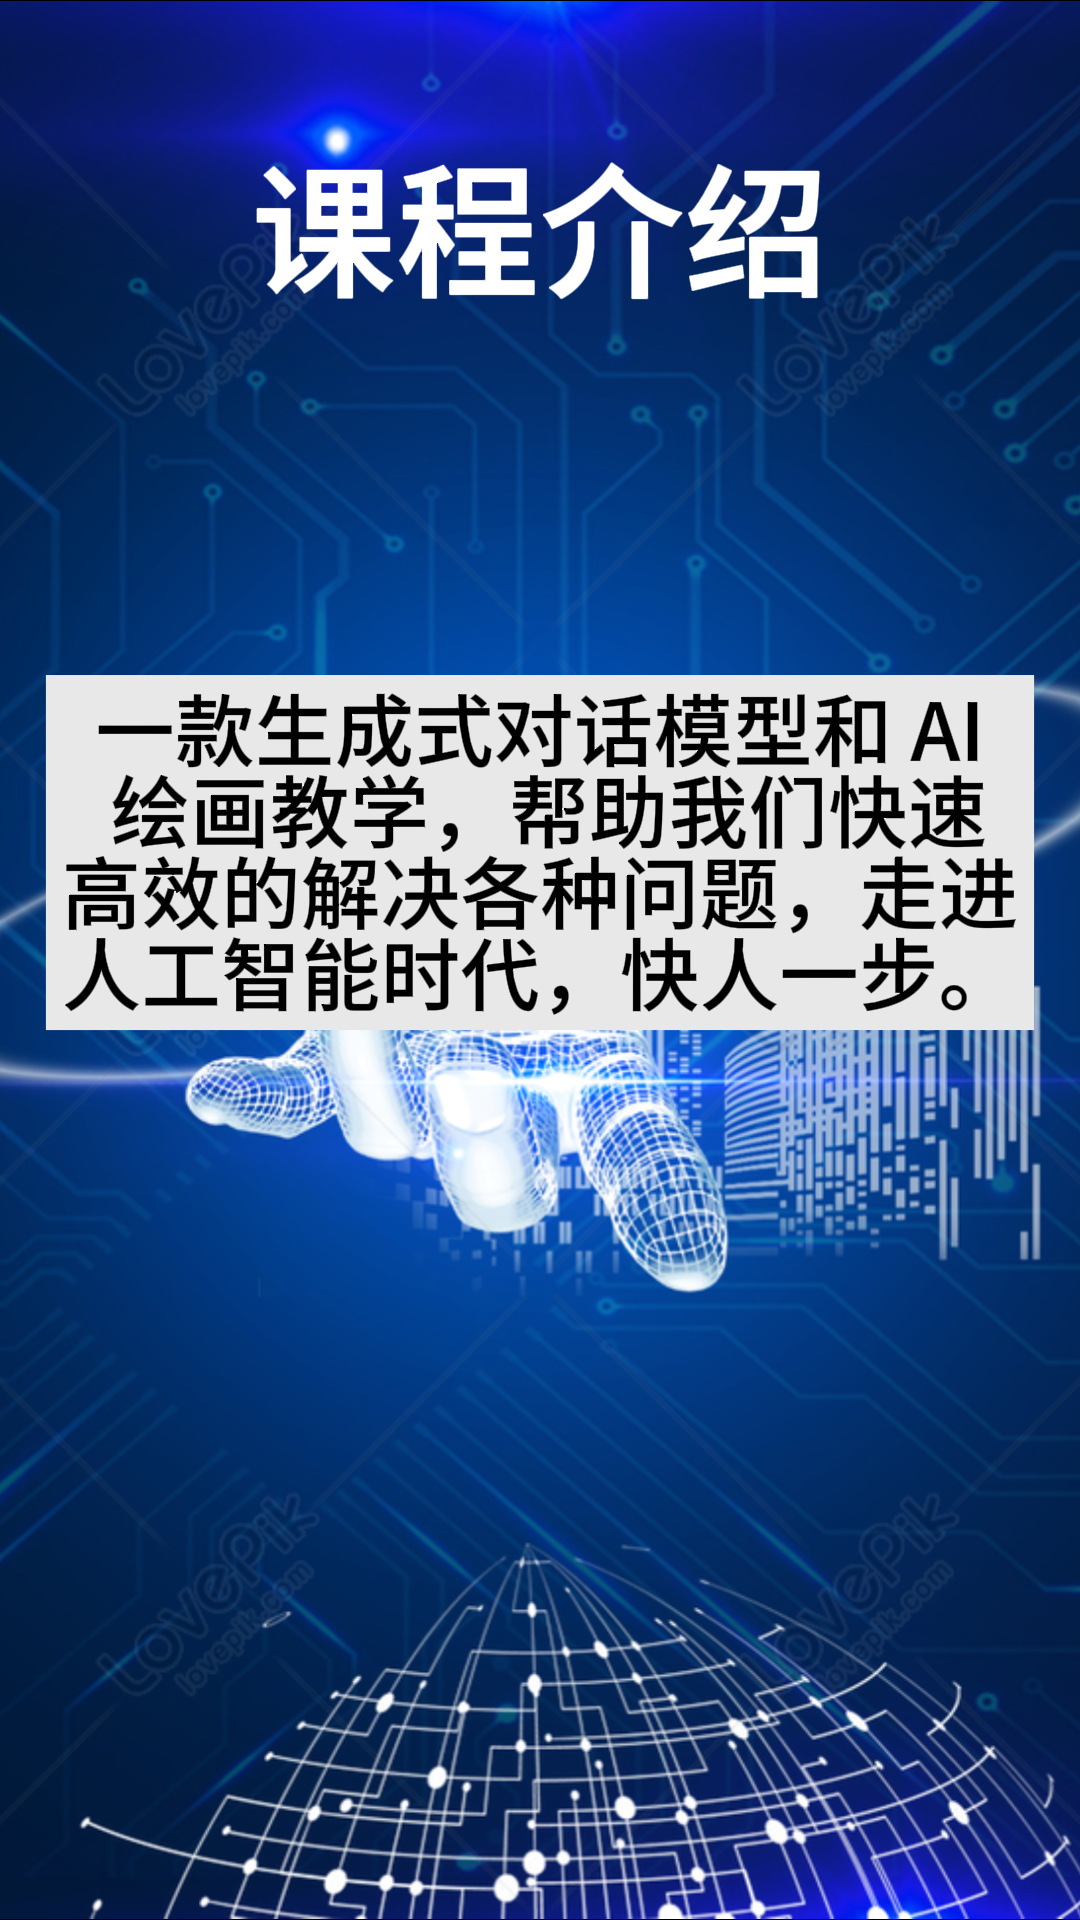 课程介绍
一款生成式对话模型和 AI
绘画教学，帮助我们快速
高效的解决各种问题，走进
人工智能时代，快人一步。
LovePik
lovepik.com
LovePik
lovepik.com
LovePik
lovepik.com
LovePik
lovepik.com